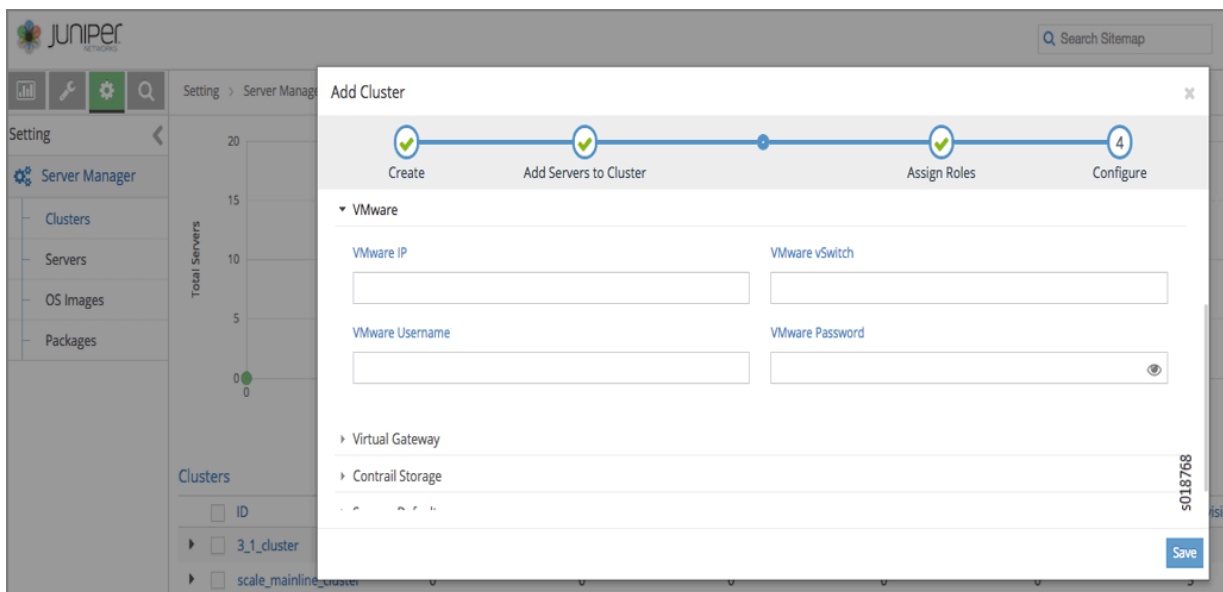 JUNIPEr
NETWORKS
Search Sitemap
Setting > Server Manage
Add Cluster
×
Setting
Server Manager
Clusters
Servers
OS Images
Packages
Total Servers
20
15
10
5
0
0
Create
Add Servers to Cluster
Assign Roles
4
Configure
VMware
VMware IP
VMware vSwitch
VMware Username
VMware Password
Virtual Gateway
Contrail Storage
s018768
Save
Clusters
ID
3_1_cluster
scale_mainline_cluster